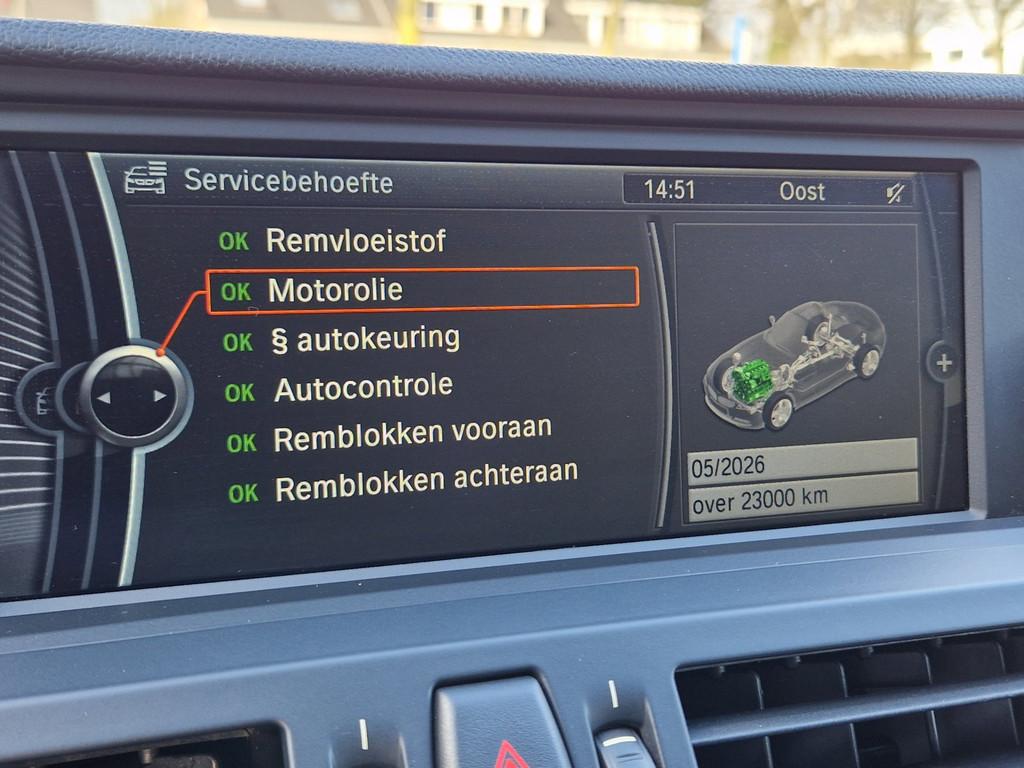 Servicebehoefte
14:51
Oost
OK Remvloeistof
OK Motorolie
OK § autokeuring
OK Autocontrole
OK Remblokken vooraan
OK Remblokken achteraan
05/2026
over 23000 km